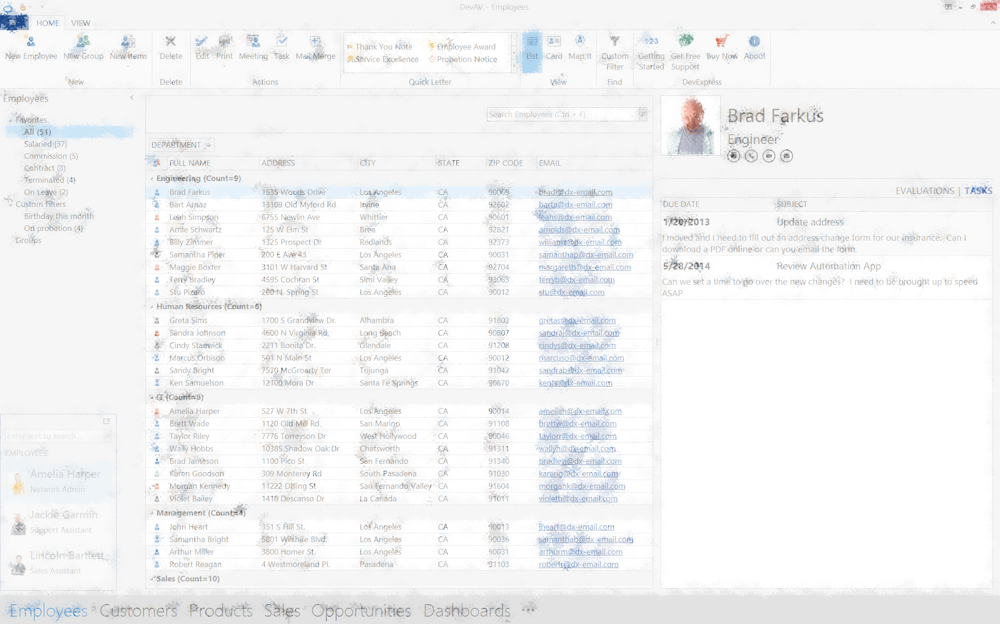 DevAV - Employees
HOME VIEW
New Employee New Group New Items Delete Edit Print Meeting Task Mail Merge
Thank You Note Employee Award
Service Excellence Probation Notice
List Card Map It Custom Filter 1·2·3 Getting Started Get Free Support Buy Now About
New Delete Actions Quick Letter View Find DevExpress
Employees
Favorites
All (51)
Salaried (37)
Commission (5)
Contract (3)
Terminated (4)
On Leave (2)
Custom Filters
Birthday this month
On probation (4)
Groups
Enter text to search...
EMPLOYEES
Amelia Harper
Network Admin
Jackie Garmin
Support Assistant
Lincoln Bartlett
Sales Assistant
Search Employees (Ctrl + F)
DEPARTMENT
FULL NAME ADDRESS CITY STATE ZIP CODE EMAIL
Engineering (Count=9)
Brad Farkus 1635 Woods Drive Los Angeles CA 90069 bradf@dx-email.com
Bart Arnaz 13109 Old Myford Rd Irvine CA 92602 barta@dx-email.com
Leah Simpson 6755 Newlin Ave Whittier CA 90601 leahs@dx-email.com
Arnie Schwartz 125 W Elm St Brea CA 92821 arnolds@dx-email.com
Billy Zimmer 1325 Prospect Dr Redlands CA 92373 williamz@dx-email.com
Samantha Piper 200 E Ave 43 Los Angeles CA 90031 samanthap@dx-email.com
Maggie Boxter 3101 W Harvard St Santa Ana CA 92704 margaretb@dx-email.com
Terry Bradley 4595 Cochran St Simi Valley CA 93063 terryb@dx-email.com
Stu Pizaro 200 N. Spring St Los Angeles CA 90012 stu@dx-email.com
Human Resources (Count=6)
Greta Sims 1700 S Grandview Dr. Alhambra CA 91803 gretas@dx-email.com
Sandra Johnson 4600 N Virginia Rd. Long Beach CA 90807 sandraj@dx-email.com
Cindy Stanwick 2211 Bonita Dr. Glendale CA 91208 cindys@dx-email.com
Marcus Orbison 501 N Main St Los Angeles CA 90012 marcuso@dx-email.com
Sandy Bright 7570 McGroarty Ter Tujunga CA 91042 sandrab@dx-email.com
Ken Samuelson 12100 Mora Dr Santa Fe Springs CA 90670 kents@dx-email.com
IT (Count=8)
Amelia Harper 527 W 7th St Los Angeles CA 90014 ameliah@dx-email.com
Brett Wade 1120 Old Mill Rd. San Marino CA 91108 brettw@dx-email.com
Taylor Riley 7776 Torreyson Dr West Hollywood CA 90046 taylorr@dx-email.com
Wally Hobbs 10385 Shadow Oak Dr Chatsworth CA 91311 wallyh@dx-email.com
Brad Jameson 1100 Pico St San Fernando CA 91340 bradleyj@dx-email.com
Karen Goodson 309 Monterey Rd South Pasadena CA 91030 kareng@dx-email.com
Morgan Kennedy 11222 Dilling St San Fernando Valley CA 91604 morgank@dx-email.com
Violet Bailey 1418 Descanso Dr La Canada CA 91011 violetb@dx-email.com
Management (Count=4)
John Heart 351 S Hill St. Los Angeles CA 90013 jheart@dx-email.com
Samantha Bright 5801 Wilshire Blvd. Los Angeles CA 90036 samanthab@dx-email.com
Arthur Miller 3800 Homer St. Los Angeles CA 90031 arthurm@dx-email.com
Robert Reagan 4 Westmoreland Pl. Pasadena CA 91103 robertr@dx-email.com
Sales (Count=10)
Brad Farkus
Engineer
EVALUATIONS | TASKS
DUE DATE SUBJECT
1/20/2013 Update address
I moved and I need to fill out an address change form for our insurance. Can I
download a PDF online or can you email the form.
5/28/2014 Review Automation App
Can we set a time to go over the new changes? I need to be brought up to speed
ASAP
Employees Customers Products Sales Opportunities Dashboards •••